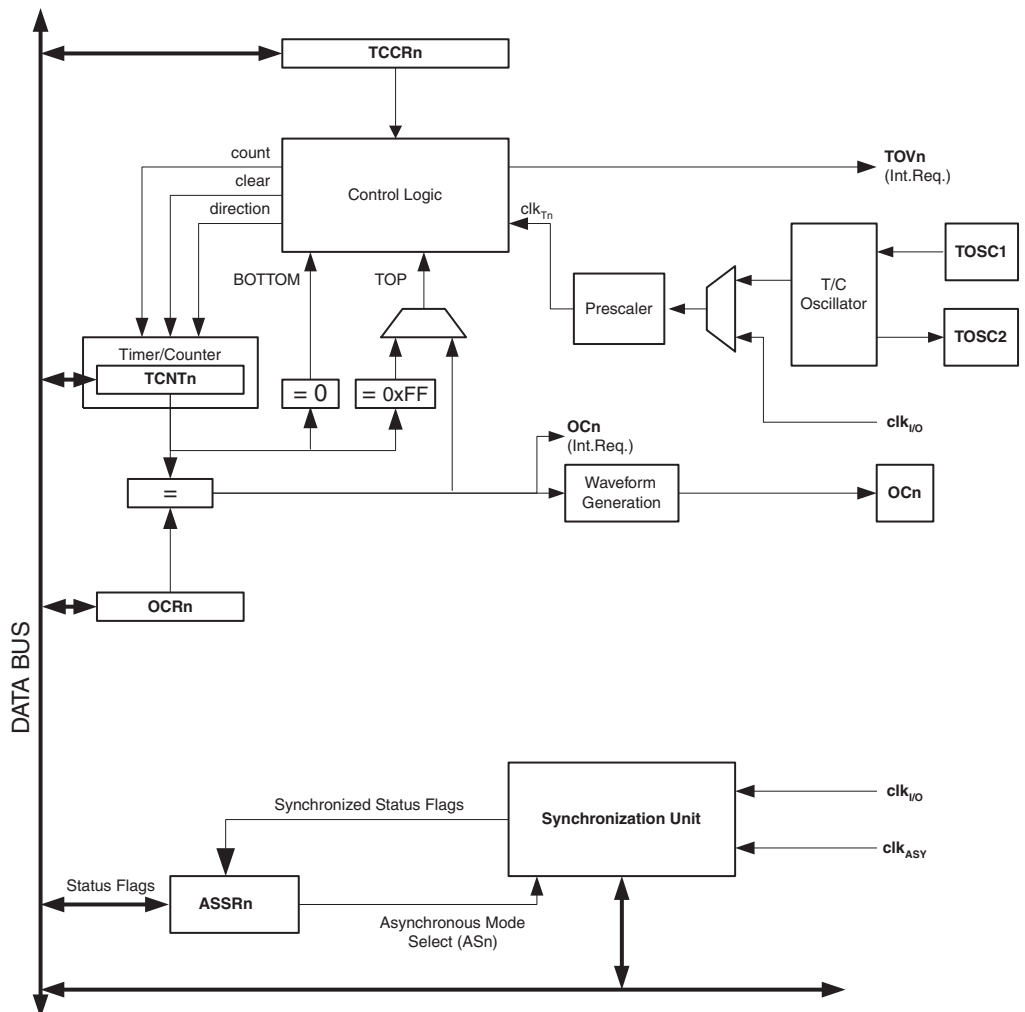 TCCRn
count
clear
direction
Control Logic
TOVn
(Int.Req.)
clkTn
BOTTOM
TOP
Prescaler
T/C
Oscillator
TOSC1
TOSC2
Timer/Counter
TCNTn
= 0
= 0xFF
clkI/O
OCn
(Int.Req.)
=
Waveform
Generation
OCn
OCRn
DATA BUS
Synchronized Status Flags
Synchronization Unit
clkI/O
clkASY
Status Flags
ASSRn
Asynchronous Mode
Select (ASn)